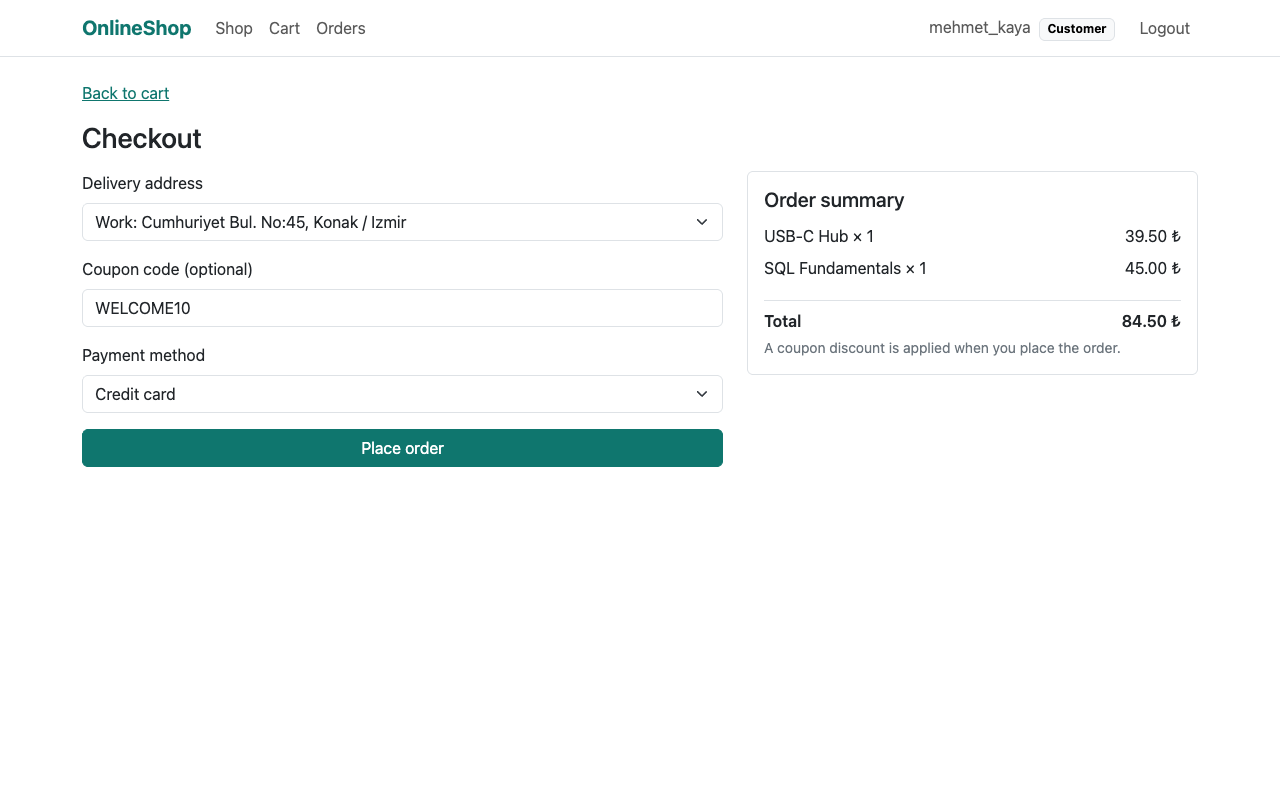 OnlineShop Shop Cart Orders mehmet_kaya Customer Logout
Back to cart
Checkout
Delivery address
Work: Cumhuriyet Bul. No:45, Konak / Izmir
Coupon code (optional)
WELCOME10
Payment method
Credit card
Place order
Order summary
USB-C Hub × 1 39.50 ₺
SQL Fundamentals × 1 45.00 ₺
Total 84.50 ₺
A coupon discount is applied when you place the order.